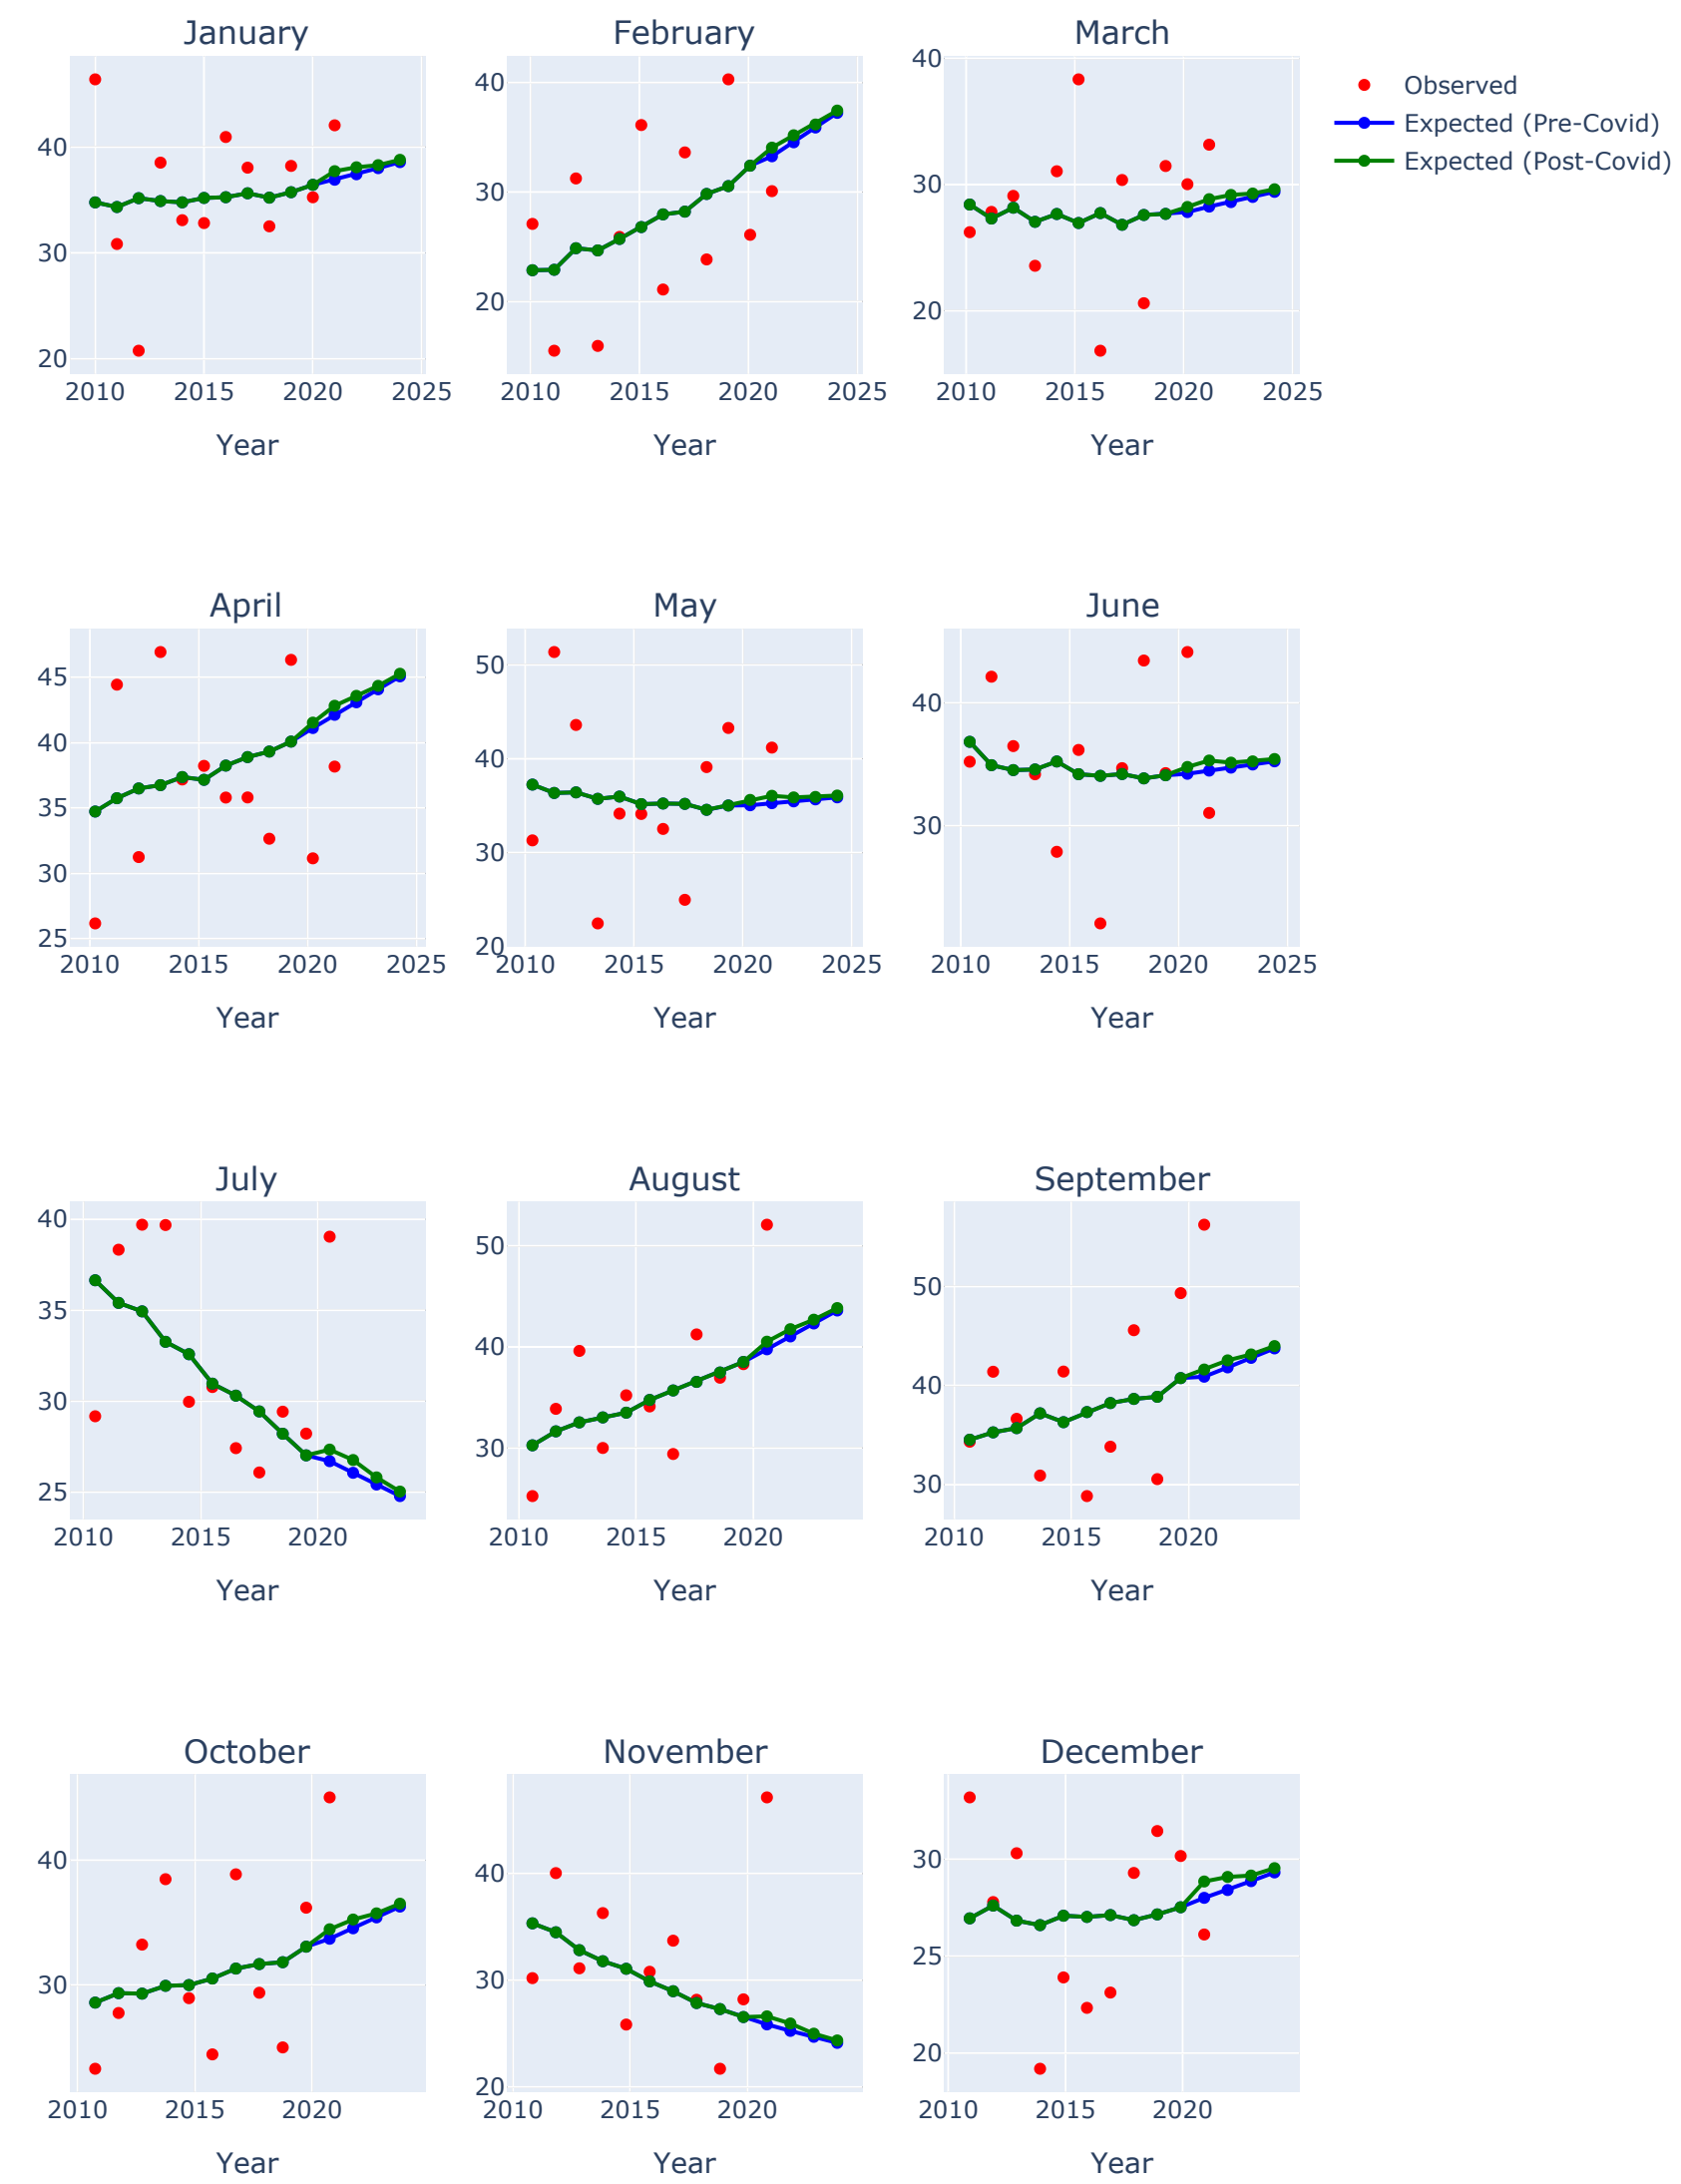 January February March
40
30
20
2010 2015 2020 2025
Year
40
30
20
2010 2015 2020 2025
Year
40
30
20
2010 2015 2020 2025
Year
Observed
Expected (Pre-Covid)
Expected (Post-Covid)
April May June
45
40
35
30
25
2010 2015 2020 2025
Year
50
40
30
20
2010 2015 2020 2025
Year
40
30
2010 2015 2020 2025
Year
July August September
40
35
30
25
2010 2015 2020
Year
50
40
30
2010 2015 2020
Year
50
40
30
2010 2015 2020
Year
October November December
40
30
2010 2015 2020
Year
40
30
20
2010 2015 2020
Year
30
25
20
2010 2015 2020
Year